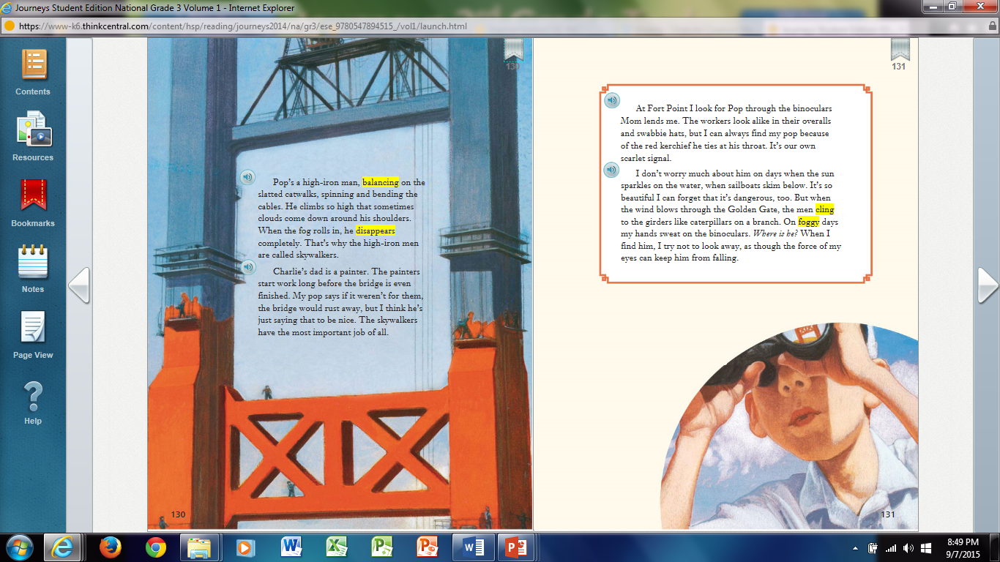 Journeys Student Edition National Grade 3 Volume 1 - Internet Explorer
https://www-k6.thinkcentral.com/content/hsp/reading/journeys2014/na/gr3/ese_9780547894515_/vol1/launch.html
Contents
Resources
Bookmarks
Notes
Page View
Help
130
Pop's a high-iron man, balancing on the
slatted catwalks, spinning and bending the
cables. He climbs so high that sometimes
clouds come down around his shoulders.
When the fog rolls in, he disappears
completely. That's why the high-iron men
are called skywalkers.
Charlie's dad is a painter. The painters
start work long before the bridge is even
finished. My pop says if it weren't for them,
the bridge would rust away, but I think he's
just saying that to be nice. The skywalkers
have the most important job of all.
130
131
At Fort Point I look for Pop through the binoculars
Mom lends me. The workers look alike in their overalls
and swabbie hats, but I can always find my pop because
of the red kerchief he ties at his throat. It's our own
scarlet signal.
I don't worry much about him on days when the sun
sparkles on the water, when sailboats skim below. It's so
beautiful I can forget that it's dangerous, too. But when
the wind blows through the Golden Gate, the men cling
to the girders like caterpillars on a branch. On foggy days
my hands sweat on the binoculars. Where is he? When I
find him, I try not to look away, as though the force of my
eyes can keep him from falling.
131
8:49 PM
9/7/2015